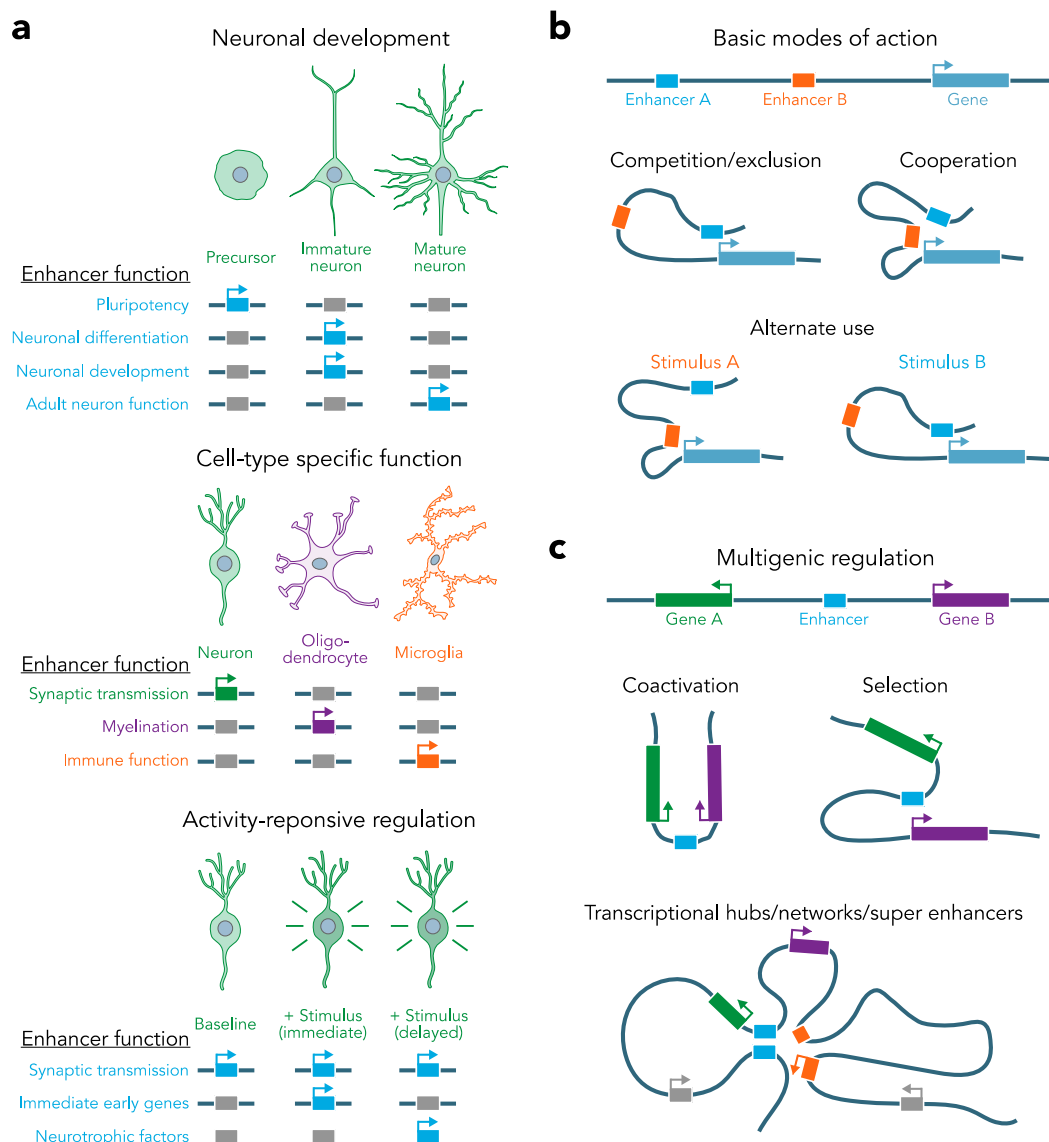 a
Neuronal development
Precursor
Immature
neuron
Mature
neuron
Enhancer function
Pluripotency
Neuronal differentiation
Neuronal development
Adult neuron function
Cell-type specific function
Neuron
Oligo-
dendrocyte
Microglia
Enhancer function
Synaptic transmission
Myelination
Immune function
Activity-reponsive regulation
Baseline
+ Stimulus
(immediate)
+ Stimulus
(delayed)
Enhancer function
Synaptic transmission
Immediate early genes
Neurotrophic factors
b
Basic modes of action
Enhancer A
Enhancer B
Gene
Competition/exclusion
Cooperation
Alternate use
Stimulus A
Stimulus B
c
Multigenic regulation
Gene A
Enhancer
Gene B
Coactivation
Selection
Transcriptional hubs/networks/super enhancers